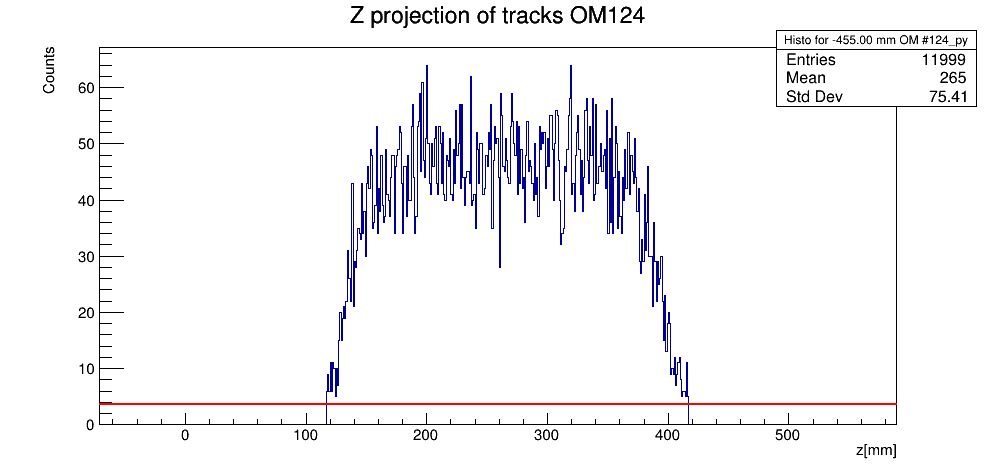 Z projection of tracks OM124
Histo for -455.00 mm OM #124_py
Entries 11999
Mean 265
Std Dev 75.41
Counts
60
50
40
30
20
10
0
0 100 200 300 400 500
z[mm]